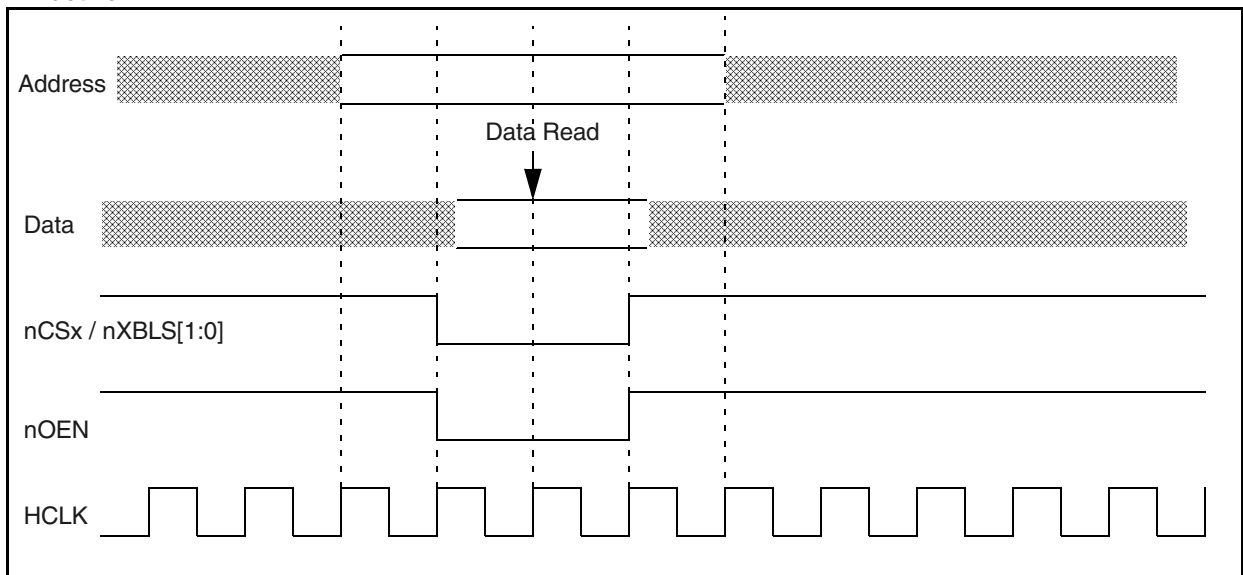 Address
Data Read
Data
nCSx / nXBLS[1:0]
nOEN
HCLK